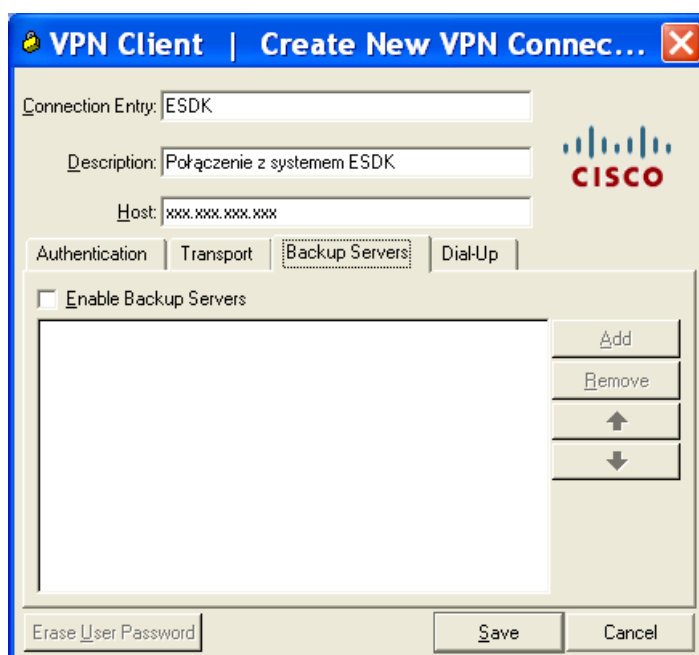 VPN Client | Create New VPN Connec...
Connection Entry: ESDK
Description: Połączenie z systemem ESDK
CISCO
Host: xxx.xxx.xxx.xxx
Authentication Transport Backup Servers Dial-Up
Enable Backup Servers
Add
Remove
Erase User Password Save Cancel